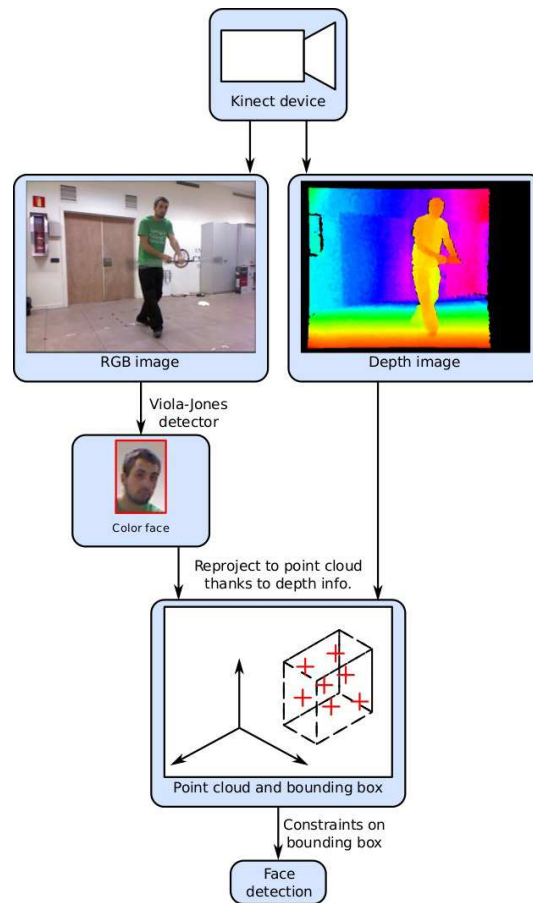 Kinect device
RGB image
Depth image
Viola-Jones
detector
Color face
Reproject to point cloud
thanks to depth info.
Point cloud and bounding box
Constraints on
bounding box
Face
detection